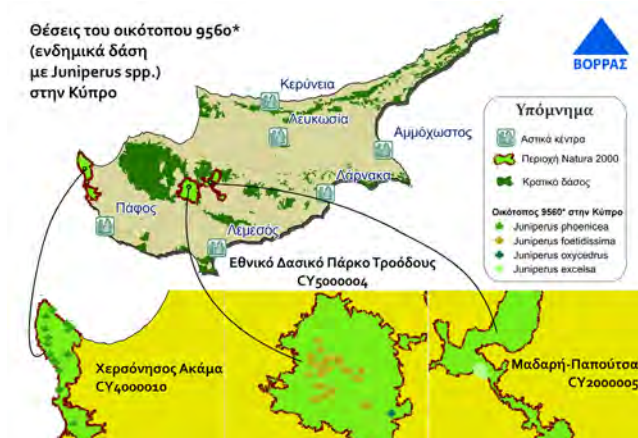 Θέσεις του οικότοπου 9560*
(ενδημικά δάση
με Juniperus spp.)
στην Κύπρο
ΒΟΡΡΑΣ
Κερύνεια
Λευκωσία
Αμμόχωστος
Λάρνακα
Πάφος
Λεμεσός
Υπόμνημα
Αστικά κέντρα
Περιοχή Natura 2000
Κρατικό δάσος
Οικότοπος 9560* στην Κύπρο
Juniperus phoenicea
Juniperus foetidissima
Juniperus oxycedrus
Juniperus excelsa
Εθνικό Δασικό Πάρκο Τροόδους
CY5000004
Χερσόνησος Ακάμα
CY4000010
Μαδαρή-Παπούτσα
CY2000005